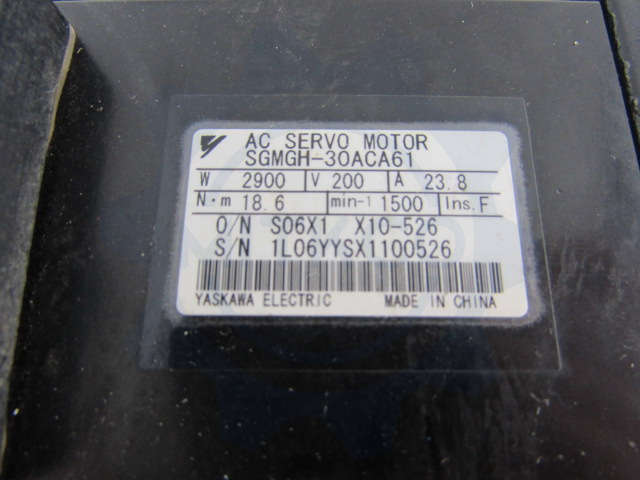 AC SERVO MOTOR
SGMGH-30ACA61
W 2900 V 200 A 23.8
N·m 18.6 min-1 1500 Ins.F
O/N S06X1 X10-526
S/N 1L06YYSX1100526
YASKAWA ELECTRIC MADE IN CHINA